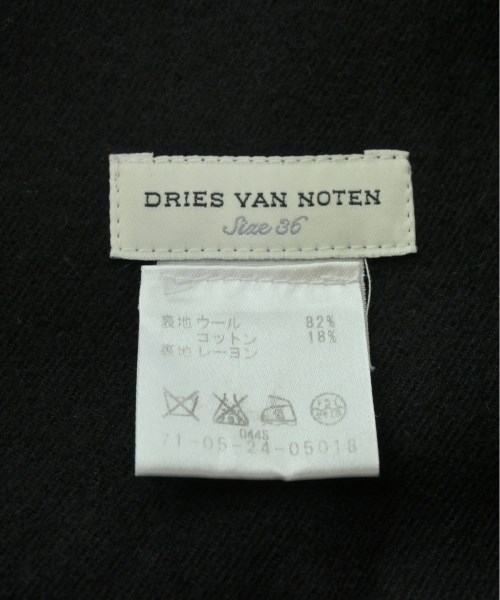 DRIES VAN NOTEN
Size 36
表地 ウール 82%
コットン 18%
裏地 レーヨン
0445
71-05-24-05018